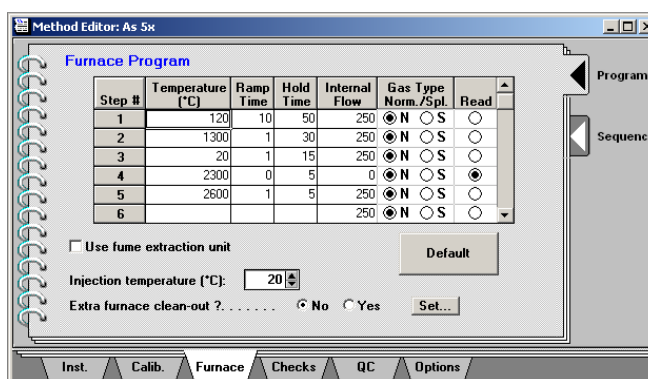 Method Editor: As 5x
Furnace Program
Step # Temperature (°C) Ramp Time Hold Time Internal Flow Gas Type Norm./Spl. Read
1 120 10 50 250 N S
2 1300 1 30 250 N S
3 20 1 15 250 N S
4 2300 0 5 0 N S
5 2600 1 5 250 N S
6 250 N S
Program
Sequenc
Use fume extraction unit
Default
Injection temperature (°C): 20
Extra furnace clean-out ?. . . . . . . No Yes Set...
Inst. Calib. Furnace Checks QC Options